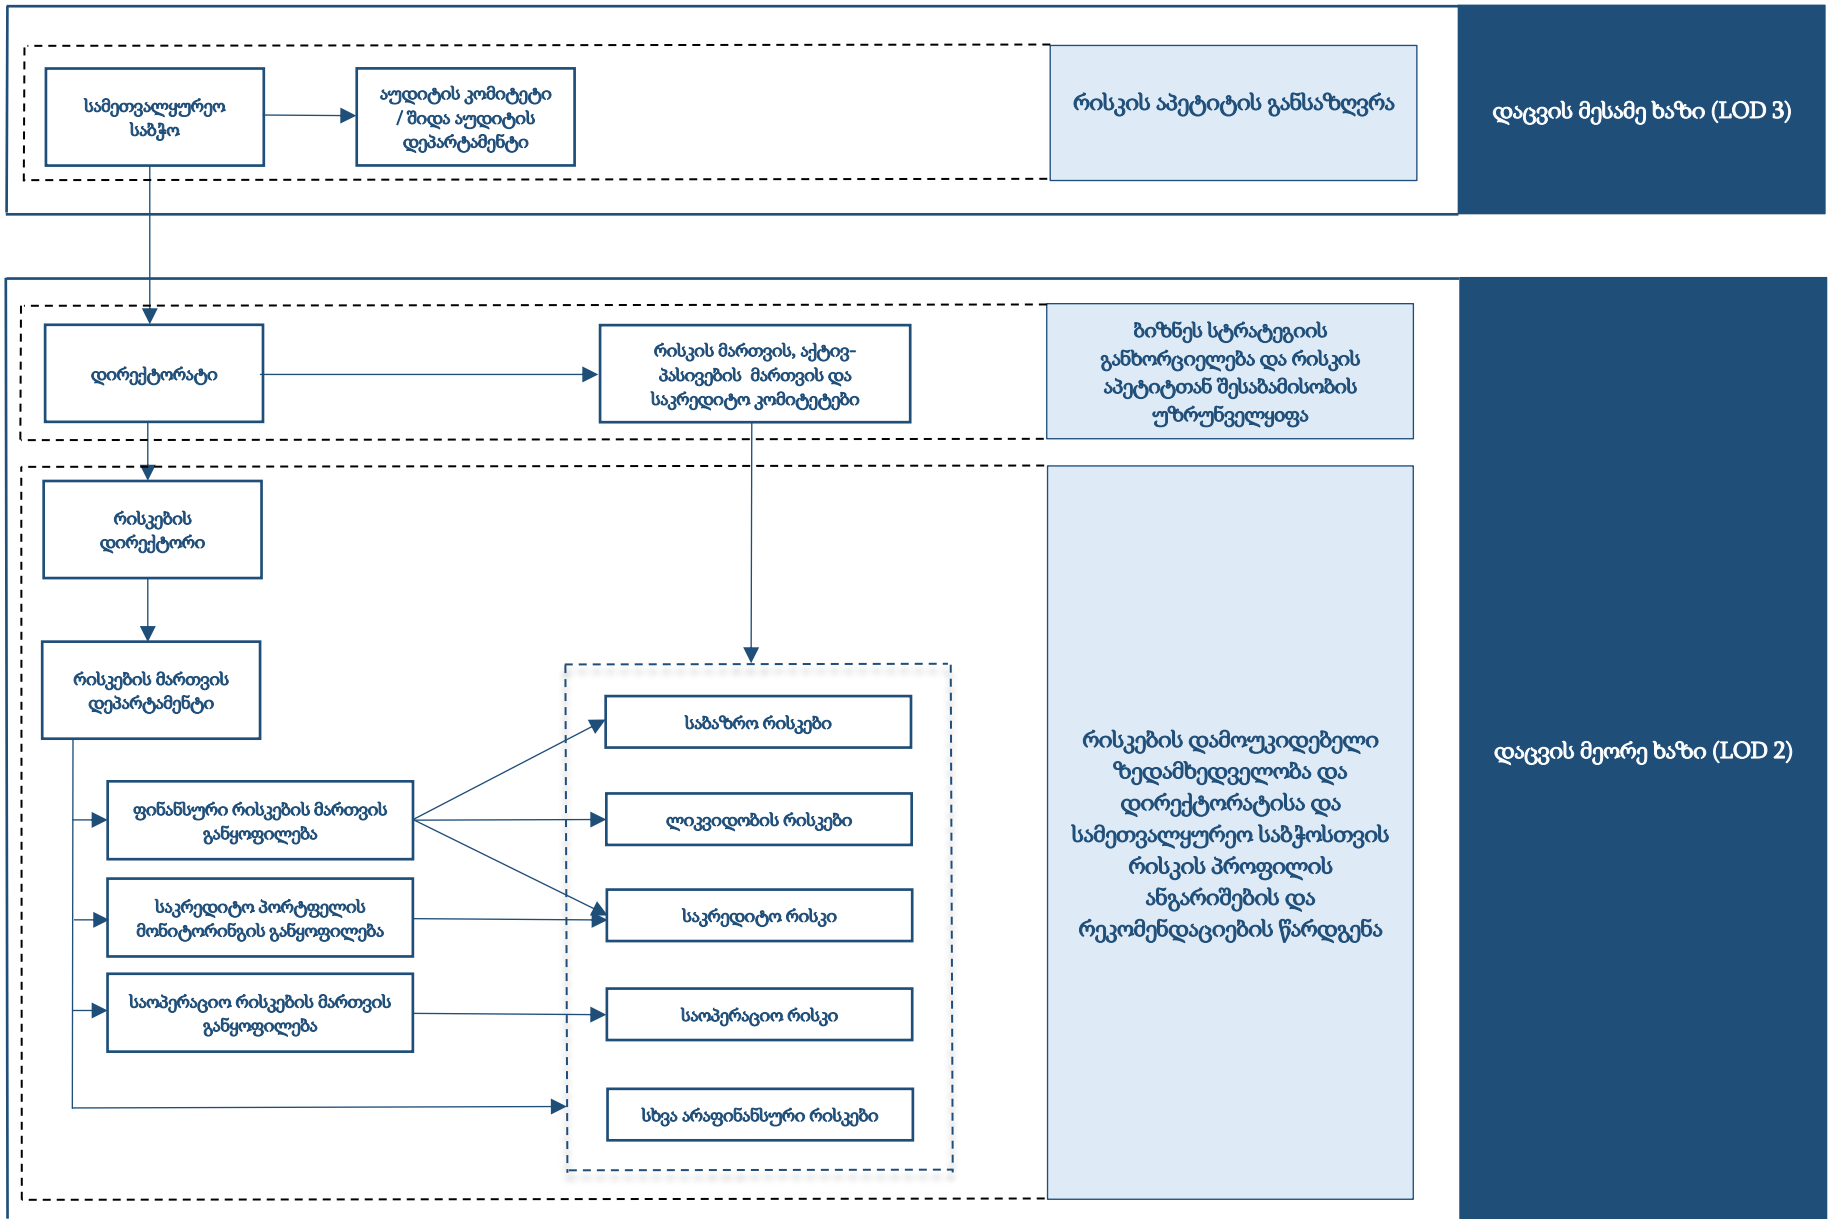 სამეთვალყურეო
საბჭო
აუდიტის კომიტეტი
/ შიდა აუდიტის
დეპარტამენტი
რისკის აპეტიტის განსაზღვრა
დაცვის მესამე ხაზი (LOD 3)
დირექტორატი
რისკის მართვის, აქტივ-
პასივების მართვის და
საკრედიტო კომიტეტები
ბიზნეს სტრატეგიის
განხორციელება და რისკის
აპეტიტთან შესაბამისობის
უზრუნველყოფა
რისკების
დირექტორი
რისკების მართვის
დეპარტამენტი
ფინანსური რისკების მართვის
განყოფილება
საკრედიტო პორტფელის
მონიტორინგის განყოფილება
საოპერაციო რისკების მართვის
განყოფილება
საბაზრო რისკები
ლიკვიდობის რისკები
საკრედიტო რისკი
საოპერაციო რისკი
სხვა არაფინანსური რისკები
რისკების დამოუკიდებელი
ზედამხედველობა და
დირექტორატისა და
სამეთვალყურეო საბჭოსთვის
რისკის პროფილის
ანგარიშების და
რეკომენდაციების წარდგენა
დაცვის მეორე ხაზი (LOD 2)